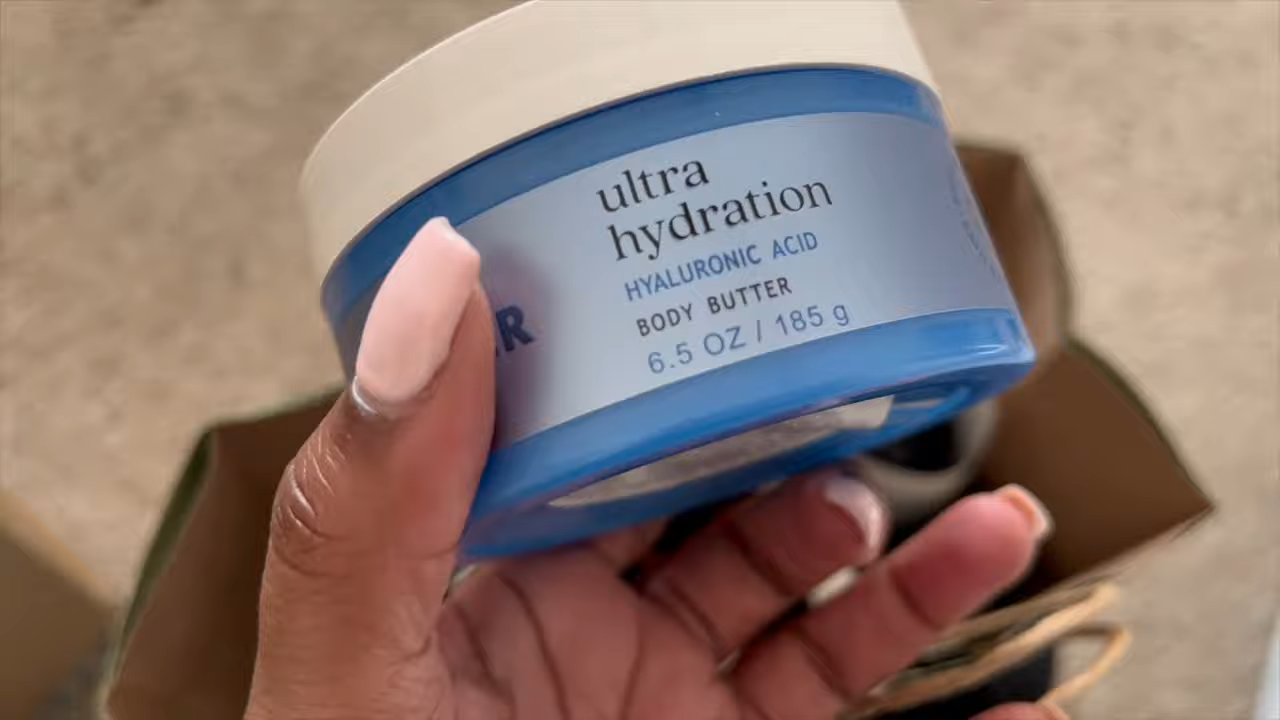 ultra
hydration
HYALURONIC ACID
BODY BUTTER
6.5 OZ / 185 g